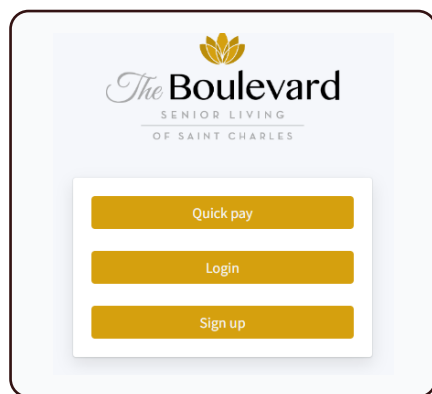 The Boulevard
SENIOR LIVING
OF SAINT CHARLES
Quick pay
Login
Sign up